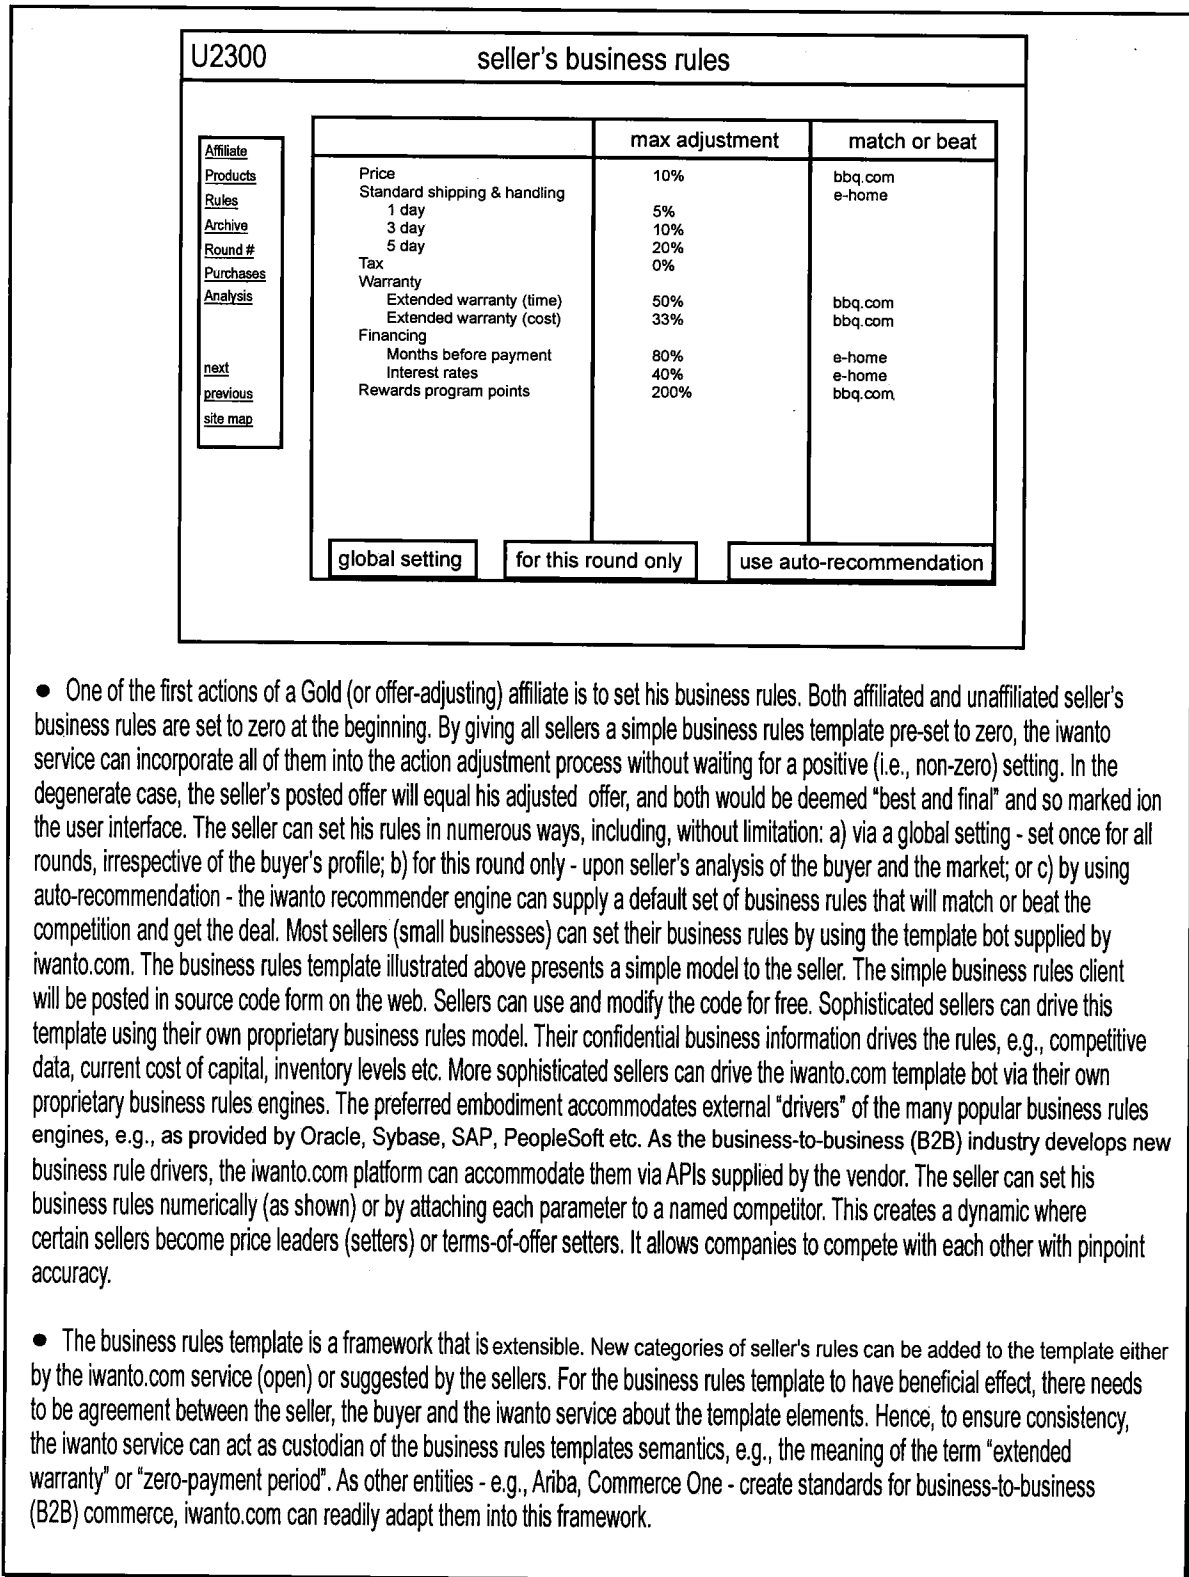 U2300 seller's business rules
Affiliate
Products
Rules
Archive
Round #
Purchases
Analysis
next
previous
site map
max adjustment match or beat
Price 10% bbq.com
Standard shipping & handling e-home
1 day 5%
3 day 10%
5 day 20%
Tax 0%
Warranty
Extended warranty (time) 50% bbq.com
Extended warranty (cost) 33% bbq.com
Financing
Months before payment 80% e-home
Interest rates 40% e-home
Rewards program points 200% bbq.com
global setting for this round only use auto-recommendation
● One of the first actions of a Gold (or offer-adjusting) affiliate is to set his business rules. Both affiliated and unaffiliated seller's
business rules are set to zero at the beginning. By giving all sellers a simple business rules template pre-set to zero, the iwanto
service can incorporate all of them into the action adjustment process without waiting for a positive (i.e., non-zero) setting. In the
degenerate case, the seller's posted offer will equal his adjusted offer, and both would be deemed "best and final" and so marked ion
the user interface. The seller can set his rules in numerous ways, including, without limitation: a) via a global setting - set once for all
rounds, irrespective of the buyer's profile; b) for this round only - upon seller's analysis of the buyer and the market; or c) by using
auto-recommendation - the iwanto recommender engine can supply a default set of business rules that will match or beat the
competition and get the deal. Most sellers (small businesses) can set their business rules by using the template bot supplied by
iwanto.com. The business rules template illustrated above presents a simple model to the seller. The simple business rules client
will be posted in source code form on the web. Sellers can use and modify the code for free. Sophisticated sellers can drive this
template using their own proprietary business rules model. Their confidential business information drives the rules, e.g., competitive
data, current cost of capital, inventory levels etc. More sophisticated sellers can drive the iwanto.com template bot via their own
proprietary business rules engines. The preferred embodiment accommodates external "drivers" of the many popular business rules
engines, e.g., as provided by Oracle, Sybase, SAP, PeopleSoft etc. As the business-to-business (B2B) industry develops new
business rule drivers, the iwanto.com platform can accommodate them via APIs supplied by the vendor. The seller can set his
business rules numerically (as shown) or by attaching each parameter to a named competitor. This creates a dynamic where
certain sellers become price leaders (setters) or terms-of-offer setters. It allows companies to compete with each other with pinpoint
accuracy.
● The business rules template is a framework that is extensible. New categories of seller's rules can be added to the template either
by the iwanto.com service (open) or suggested by the sellers. For the business rules template to have beneficial effect, there needs
to be agreement between the seller, the buyer and the iwanto service about the template elements. Hence, to ensure consistency,
the iwanto service can act as custodian of the business rules templates semantics, e.g., the meaning of the term "extended
warranty" or "zero-payment period". As other entities - e.g., Ariba, Commerce One - create standards for business-to-business
(B2B) commerce, iwanto.com can readily adapt them into this framework.